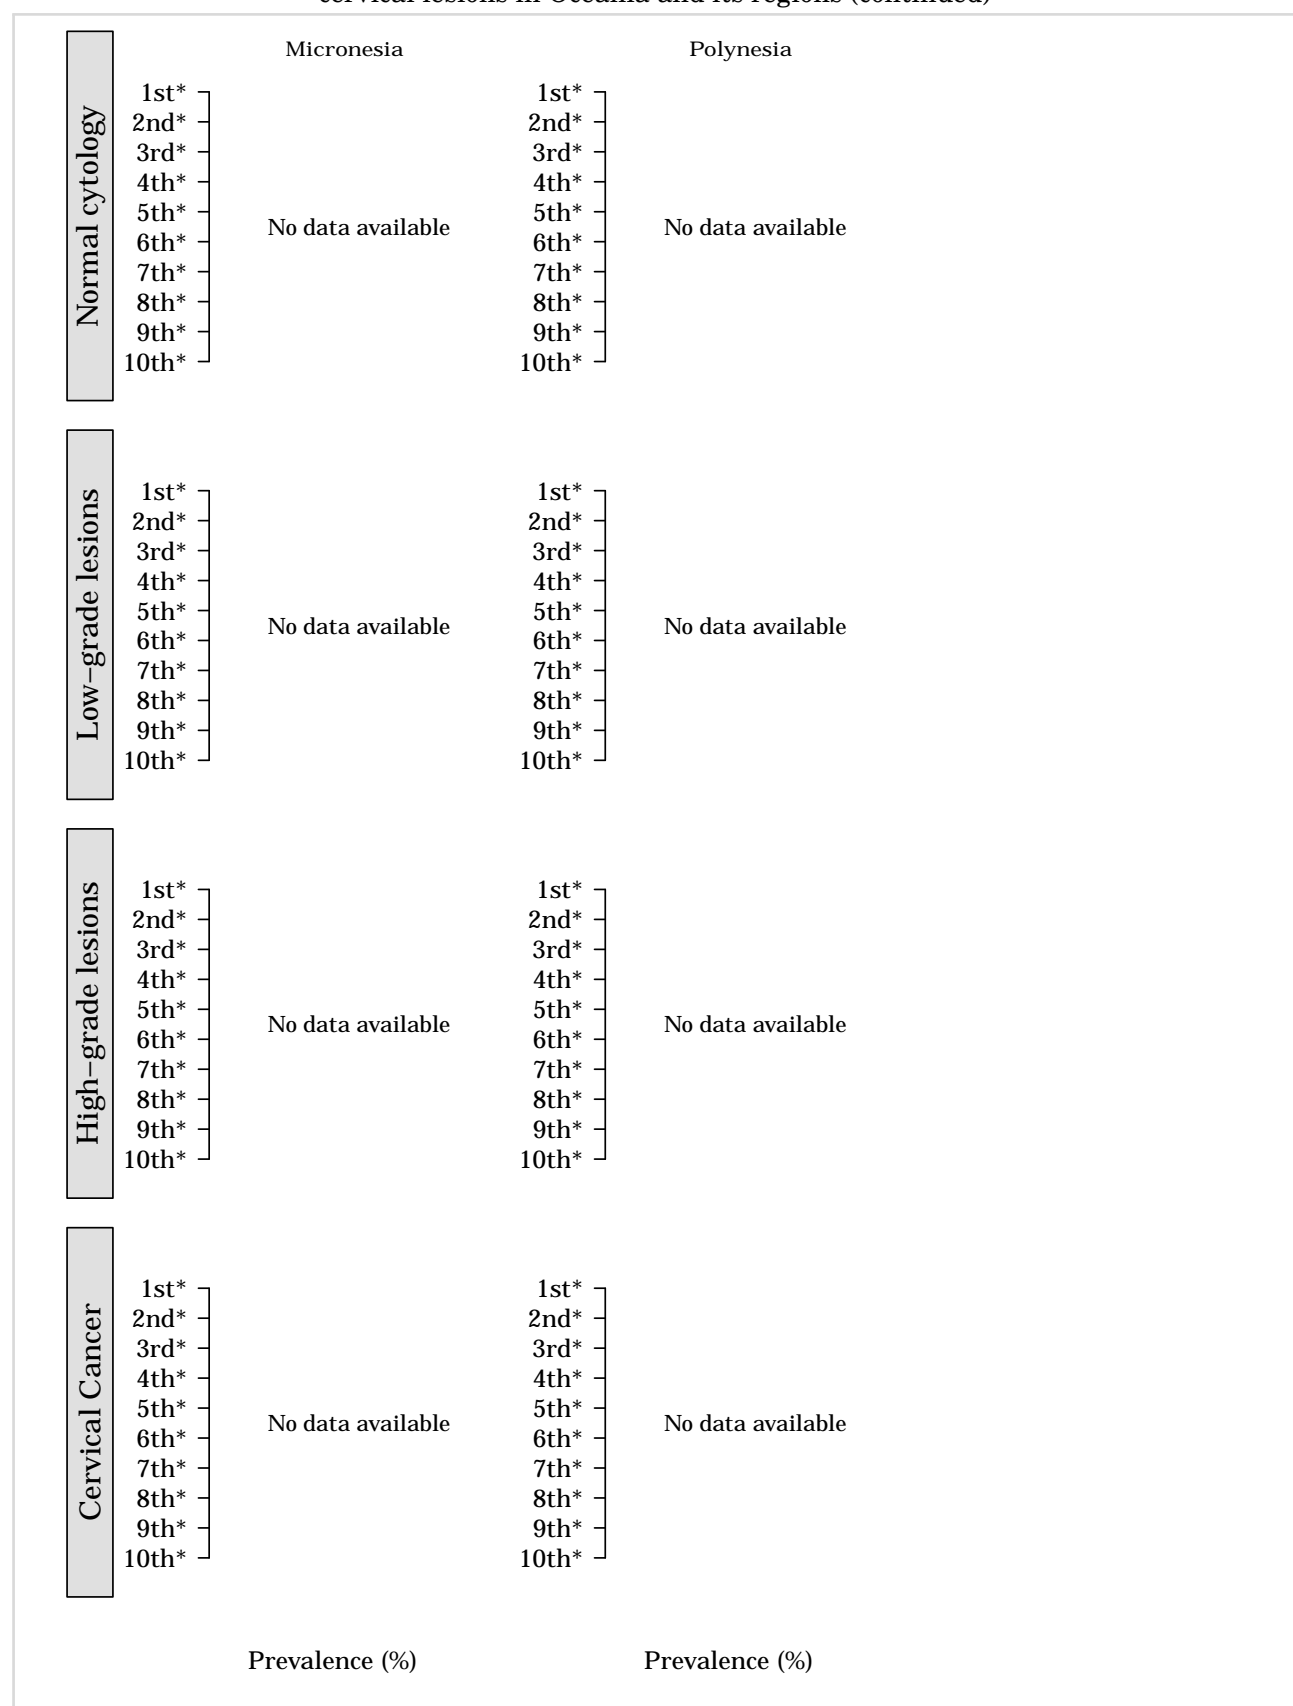 cervical lesions in Oceania and its regions (continued)
Micronesia
Polynesia
Normal cytology
1st*
2nd*
3rd*
4th*
5th*
6th*
7th*
8th*
9th*
10th*
No data available
1st*
2nd*
3rd*
4th*
5th*
6th*
7th*
8th*
9th*
10th*
No data available
Low−grade lesions
1st*
2nd*
3rd*
4th*
5th*
6th*
7th*
8th*
9th*
10th*
No data available
1st*
2nd*
3rd*
4th*
5th*
6th*
7th*
8th*
9th*
10th*
No data available
High−grade lesions
1st*
2nd*
3rd*
4th*
5th*
6th*
7th*
8th*
9th*
10th*
No data available
1st*
2nd*
3rd*
4th*
5th*
6th*
7th*
8th*
9th*
10th*
No data available
Cervical Cancer
1st*
2nd*
3rd*
4th*
5th*
6th*
7th*
8th*
9th*
10th*
No data available
1st*
2nd*
3rd*
4th*
5th*
6th*
7th*
8th*
9th*
10th*
No data available
Prevalence (%)
Prevalence (%)